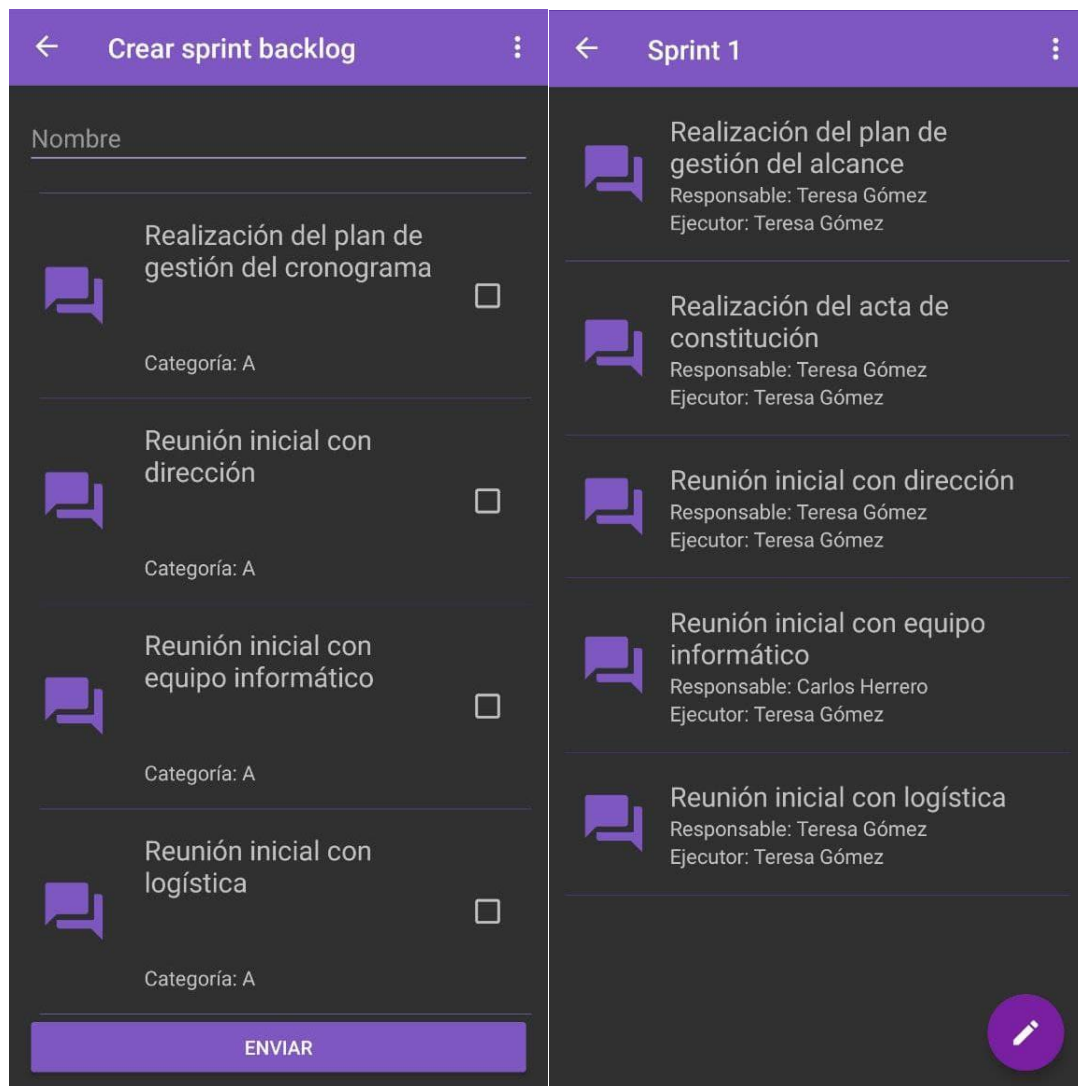 Crear sprint backlog
Nombre
Realización del plan de
gestión del cronograma
Categoría: A
Reunión inicial con
dirección
Categoría: A
Reunión inicial con
equipo informático
Categoría: A
Reunión inicial con
logística
Categoría: A
ENVIAR
Sprint 1
Realización del plan de
gestión del alcance
Responsable: Teresa Gómez
Ejecutor: Teresa Gómez
Realización del acta de
constitución
Responsable: Teresa Gómez
Ejecutor: Teresa Gómez
Reunión inicial con dirección
Responsable: Teresa Gómez
Ejecutor: Teresa Gómez
Reunión inicial con equipo
informático
Responsable: Carlos Herrero
Ejecutor: Teresa Gómez
Reunión inicial con logística
Responsable: Teresa Gómez
Ejecutor: Teresa Gómez